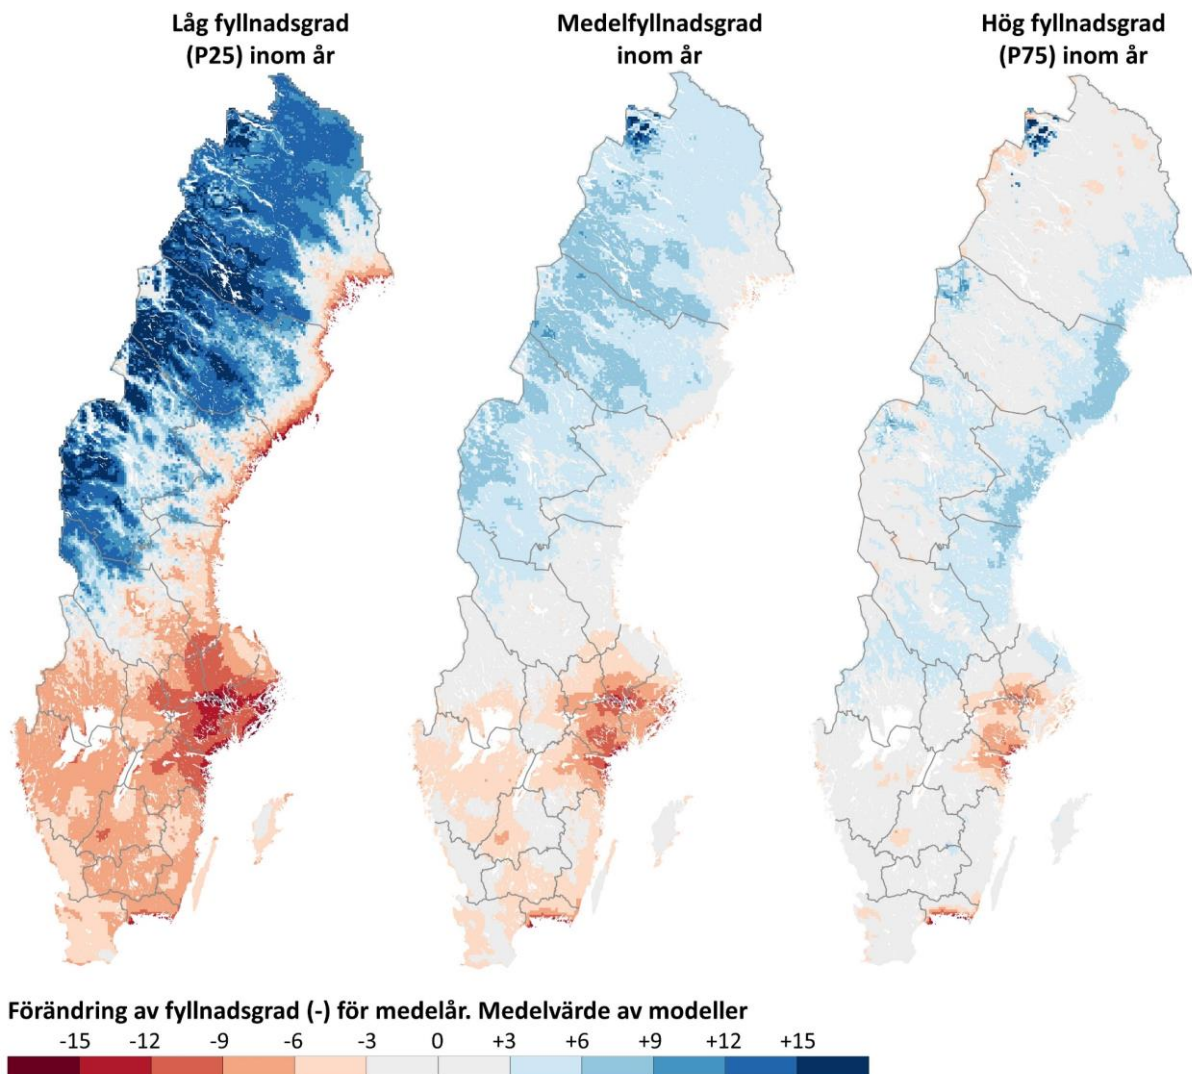 Låg fyllnadsgrad
(P25) inom år
Medelfyllnadsgrad
inom år
Hög fyllnadsgrad
(P75) inom år
Förändring av fyllnadsgrad (-) för medelår. Medelvärde av modeller
-15 -12 -9 -6 -3 0 +3 +6 +9 +12 +15